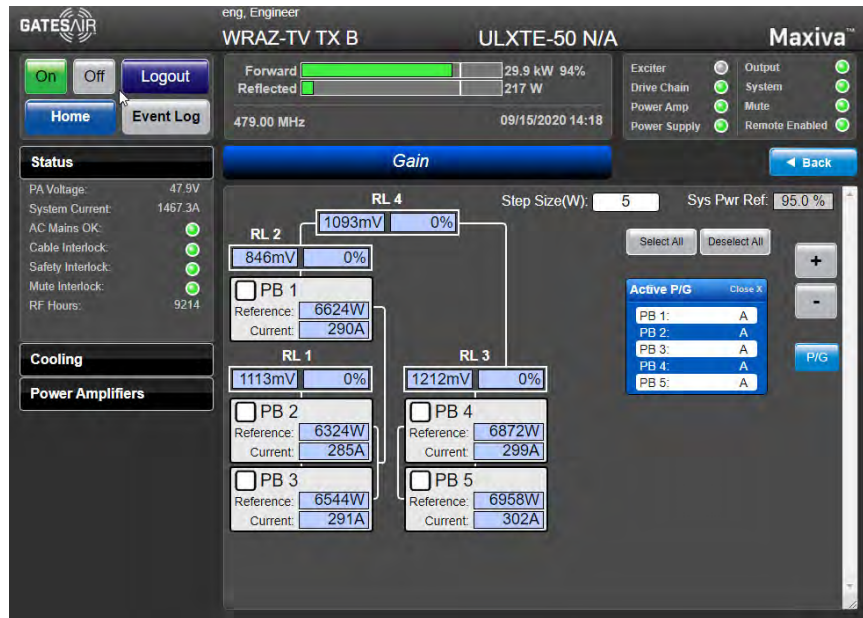 GATESAIR
eng, Engineer
WRAZ-TV TX B ULXTE-50 N/A Maxiva™
On Off Logout
Home Event Log
Forward 29.9 kW 94%
Reflected 217 W
479.00 MHz 09/15/2020 14:18
Exciter Output
Drive Chain System
Power Amp Mute
Power Supply Remote Enabled
Status
Gain
◄ Back
PA Voltage: 47.9V
System Current: 1467.3A
AC Mains OK:
Cable Interlock:
Safety Interlock:
Mute Interlock:
RF Hours: 9214
Cooling
Power Amplifiers
RL 4
1093mV 0%
RL 2
846mV 0%
PB 1
Reference: 6624W
Current: 290A
RL 1
1113mV 0%
PB 2
Reference: 6324W
Current: 285A
PB 3
Reference: 6544W
Current: 291A
RL 3
1212mV 0%
PB 4
Reference: 6872W
Current: 299A
PB 5
Reference: 6958W
Current: 302A
Step Size(W): 5 Sys Pwr Ref: 95.0 %
Select All Deselect All
+
-
P/G
Active P/G Close X
PB 1: A
PB 2: A
PB 3: A
PB 4: A
PB 5: A